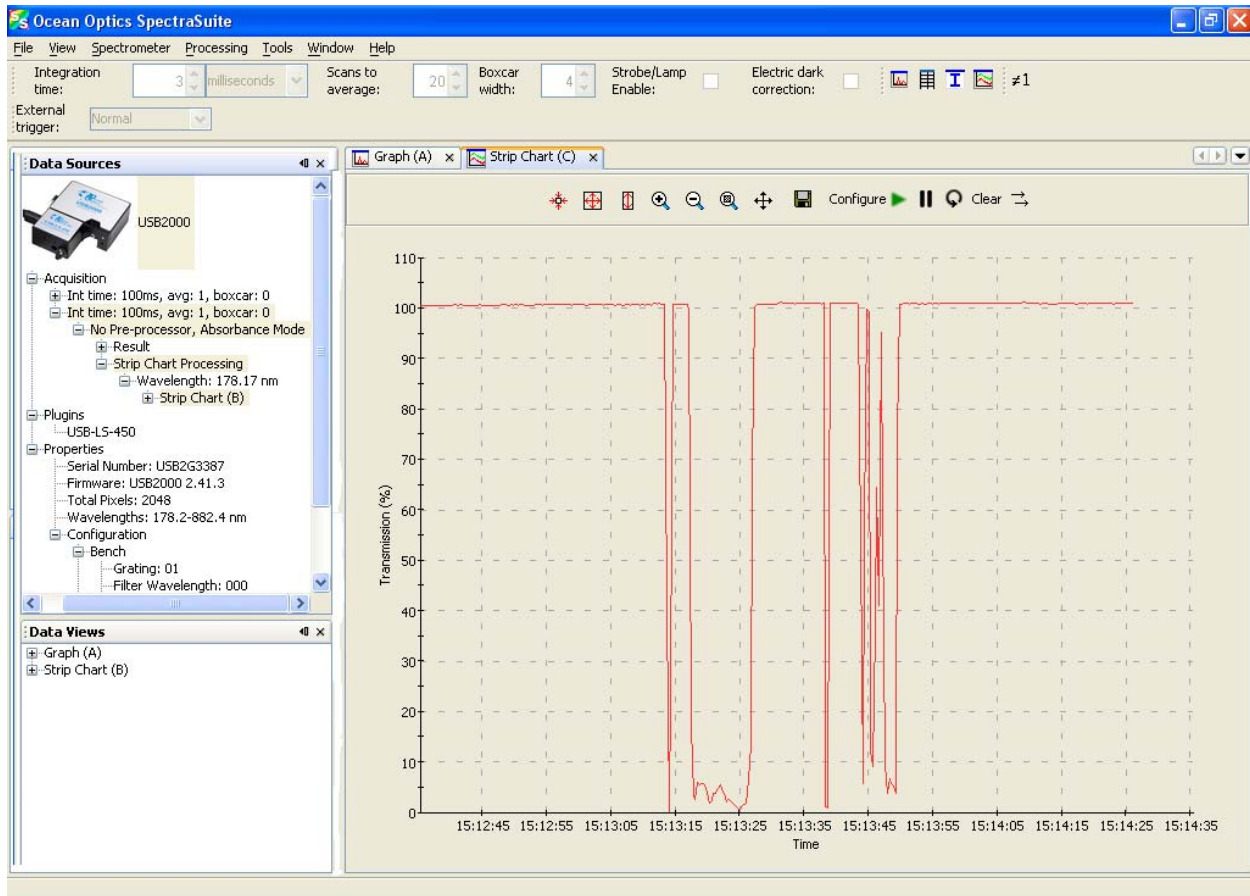 Ocean Optics SpectraSuite
File View Spectrometer Processing Tools Window Help
Integration time: 3 milliseconds Scans to average: 20 Boxcar width: 4 Strobe/Lamp Enable: Electric dark correction: ≠1
External trigger: Normal
Data Sources
USB2000
Acquisition
Int time: 100ms, avg: 1, boxcar: 0
Int time: 100ms, avg: 1, boxcar: 0
No Pre-processor, Absorbance Mode
Result
Strip Chart Processing
Wavelength: 178.17 nm
Strip Chart (B)
Plugins
USB-LS-450
Properties
Serial Number: USB2G3387
Firmware: USB2000 2.41.3
Total Pixels: 2048
Wavelengths: 178.2-882.4 nm
Configuration
Bench
Grating: 01
Filter Wavelength: 000
Data Views
Graph (A)
Strip Chart (B)
Graph (A) Strip Chart (C)
Configure Clear
110
100
90
80
70
60
50
40
30
20
10
0
Transmission (%)
15:12:45 15:12:55 15:13:05 15:13:15 15:13:25 15:13:35 15:13:45 15:13:55 15:14:05 15:14:15 15:14:25 15:14:35
Time